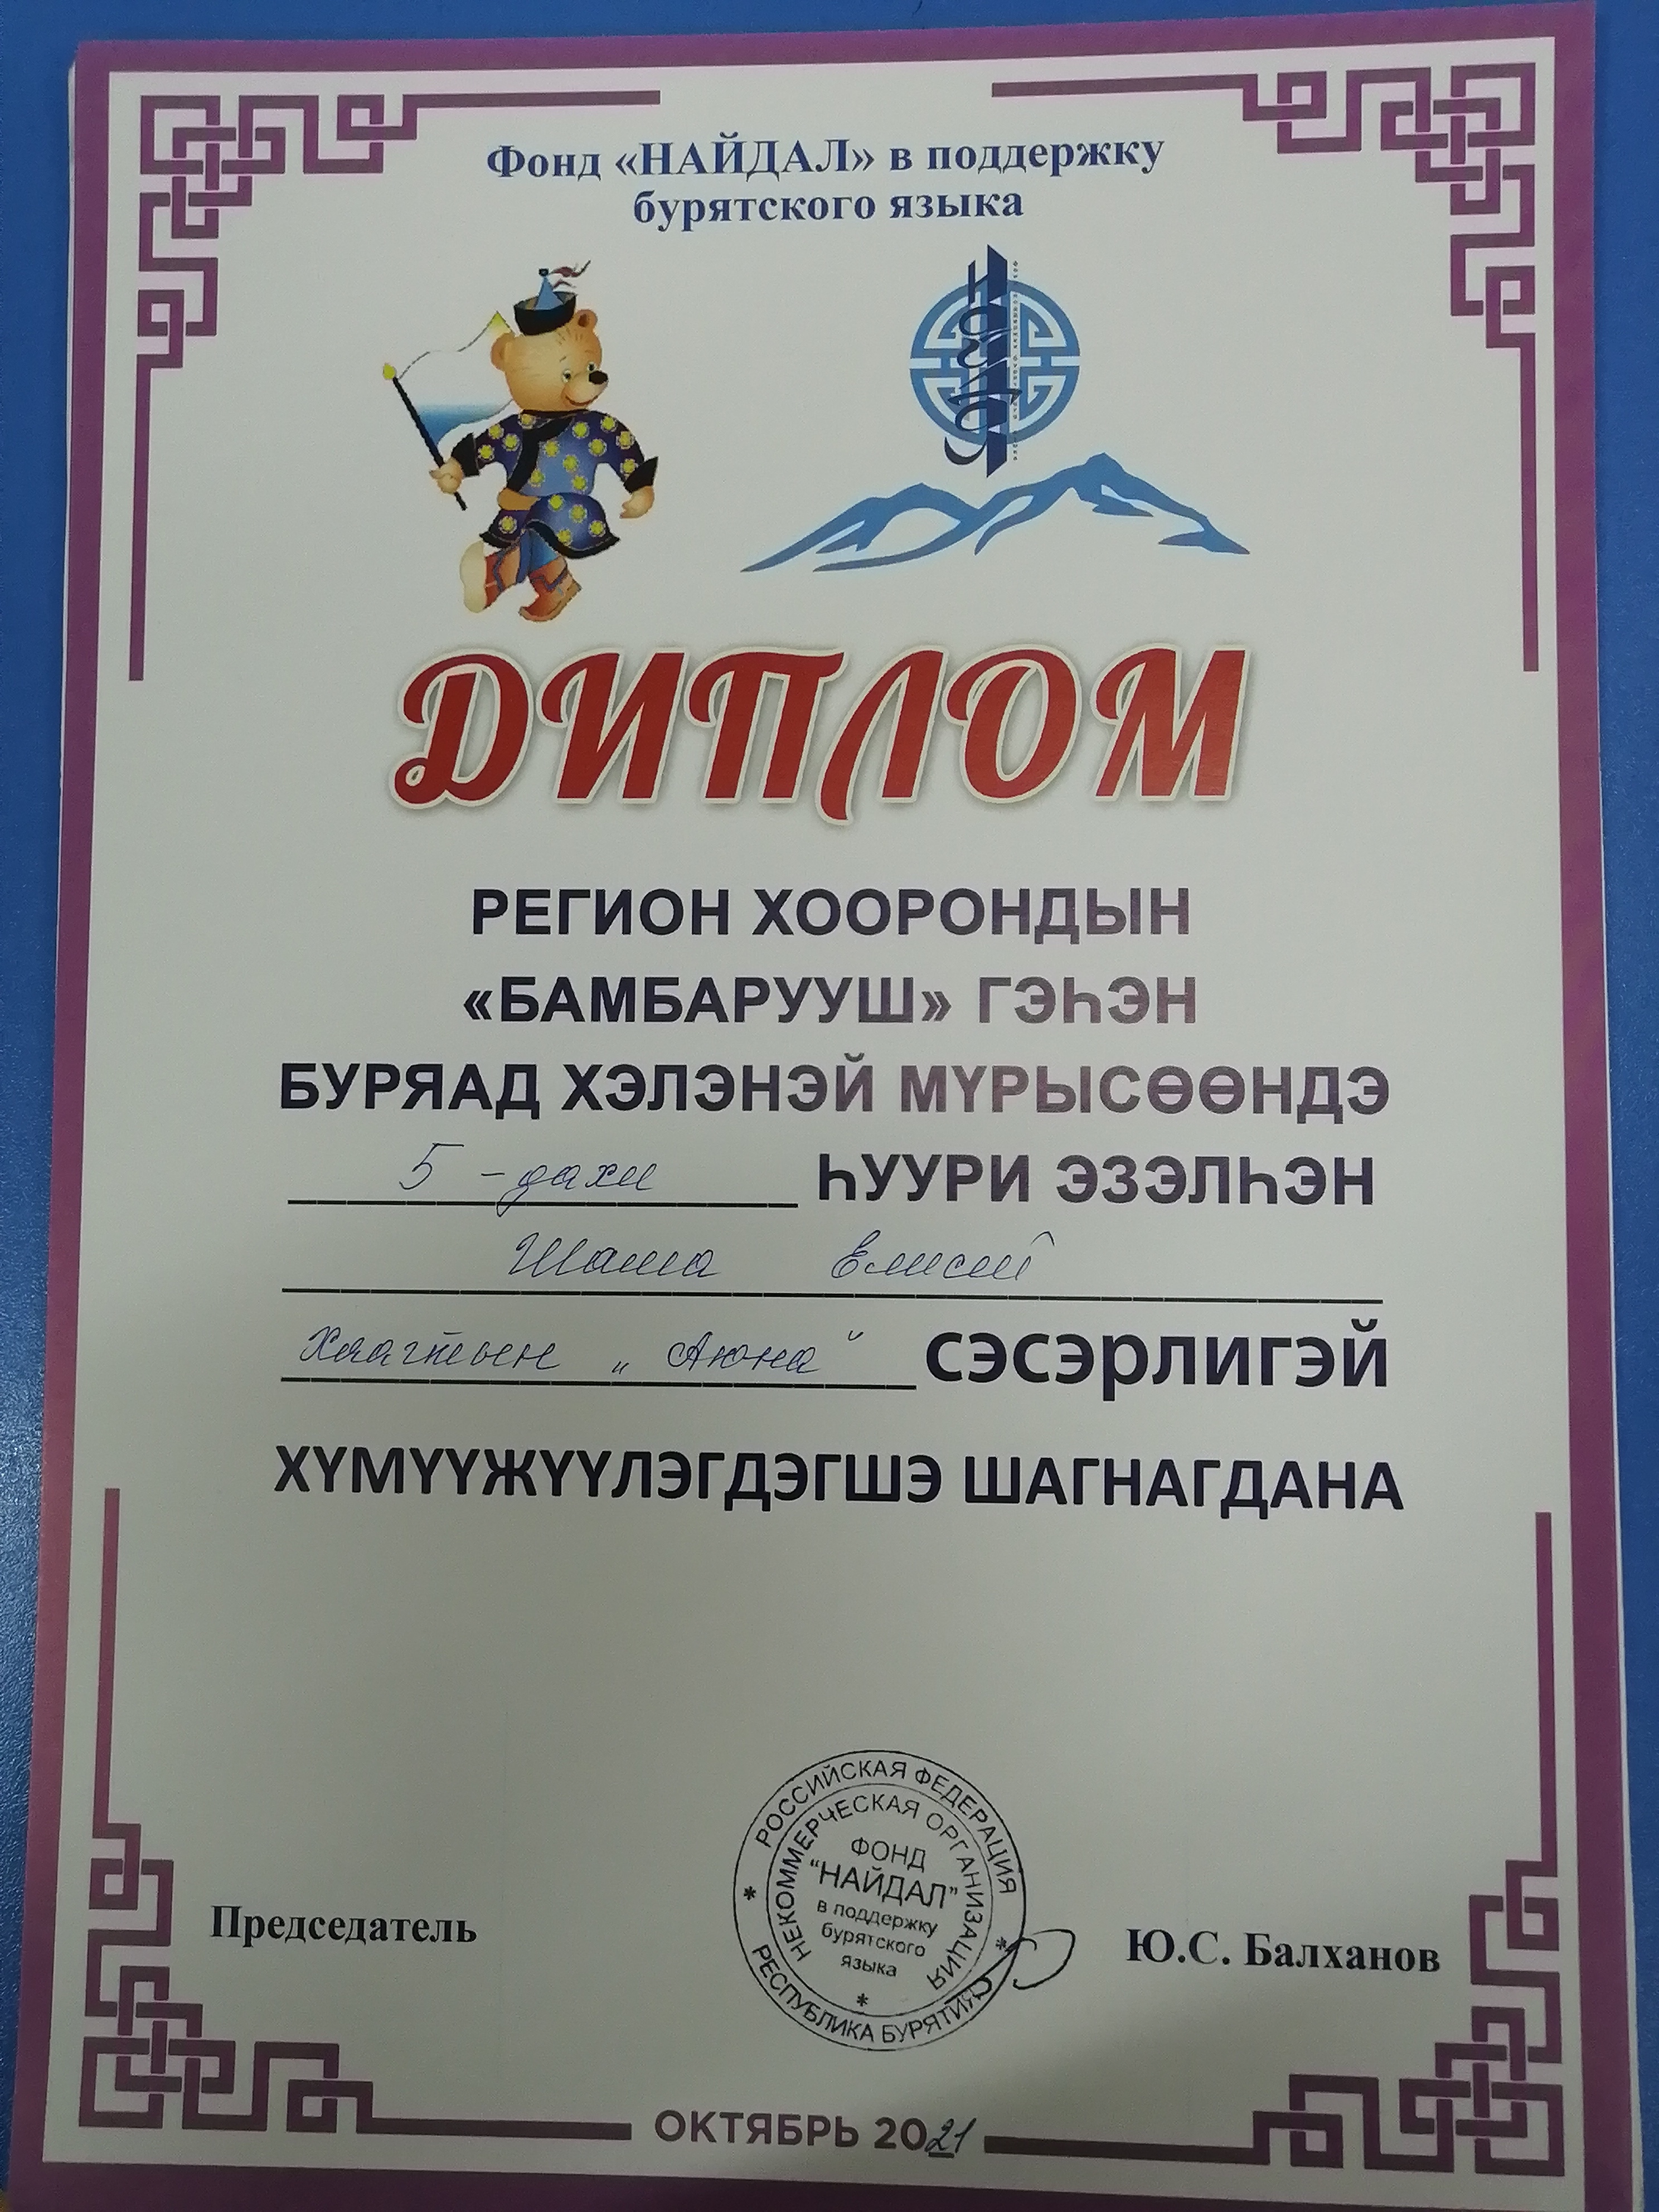 Фонд «НАЙДАЛ» в поддержку
бурятского языка
ДИПЛОМ
РЕГИОН ХООРОНДЫН
«БАМБАРУУШ» ГЭҺЭН
БУРЯАД ХЭЛЭНЭЙ МҮРЫСӨӨНДЭ
5 -дахи ҺУУРИ ЭЗЭЛҺЭН
Шаша Елисей
Хяагтын „Аюна“ СЭСЭРЛИГЭЙ
ХҮМҮҮЖҮҮЛЭГДЭГШЭ ШАГНАГДАНА
РОССИЙСКАЯ ФЕДЕРАЦИЯ
НЕКОММЕРЧЕСКАЯ ОРГАНИЗАЦИЯ
ФОНД
"НАЙДАЛ"
в поддержку
бурятского
языка
РЕСПУБЛИКА БУРЯТИЯ
Председатель
Ю.С. Балханов
ОКТЯБРЬ 2021